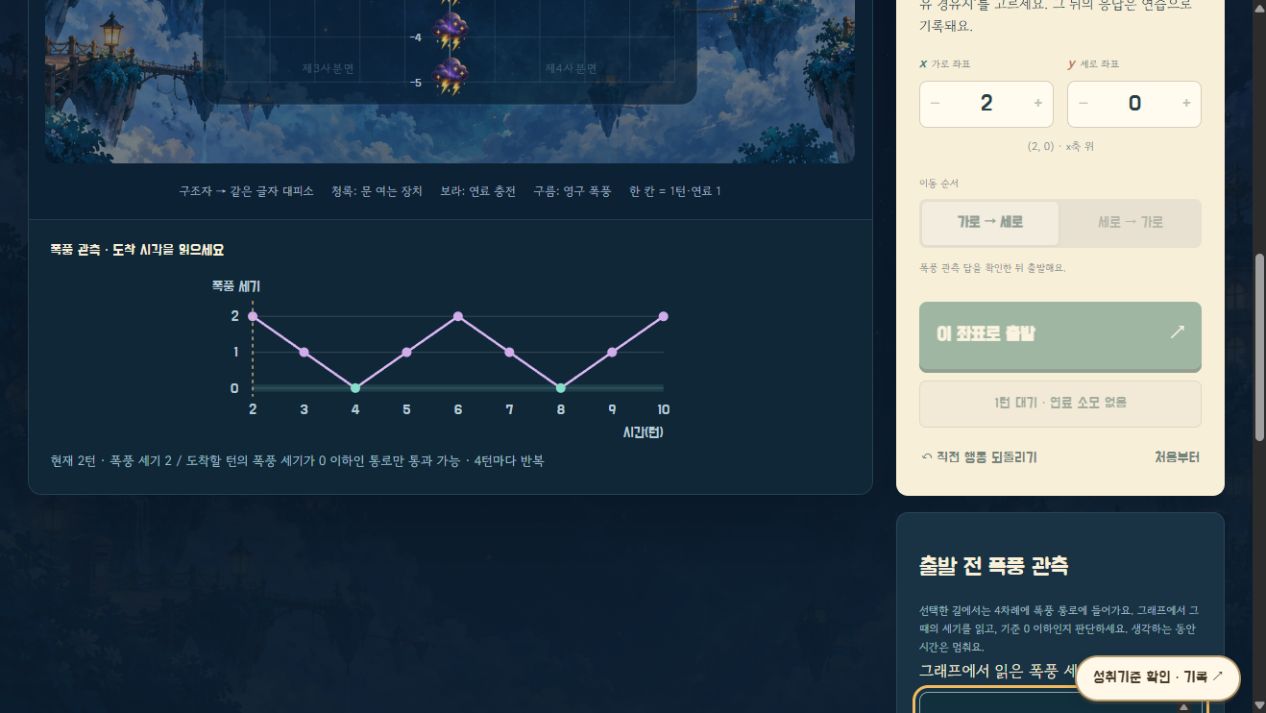 -4
제3사분면
제4사분면
-5
구조자 → 같은 글자 대피소 청록: 문 여는 장치 보라: 연료 충전 구름: 영구 폭풍 한 칸 = 1턴·연료 1
폭풍 관측 · 도착 시각을 읽으세요
폭풍 세기
2
1
0
2 3 4 5 6 7 8 9 10
시간(턴)
현재 2턴 · 폭풍 세기 2 / 도착할 턴의 폭풍 세기가 0 이하인 통로만 통과 가능 · 4턴마다 반복
유 경유지'를 고르세요. 그 뒤의 응답은 연습으로
기록돼요.
x 가로 좌표 y 세로 좌표
− 2 + − 0 +
(2, 0) · x축 위
이동 순서
가로 → 세로 세로 → 가로
폭풍 관측 답을 확인한 뒤 출발해요.
이 좌표로 출발 ↗
1턴 대기 · 연료 소모 없음
↶ 직전 행동 되돌리기 처음부터
출발 전 폭풍 관측
선택한 길에서는 4차례에 폭풍 통로에 들어가요. 그래프에서 그
때의 세기를 읽고, 기준 0 이하인지 판단하세요. 생각하는 동안
시간은 멈춰요.
그래프에서 읽은 폭풍 세
성취기준 확인 · 기록 ↗